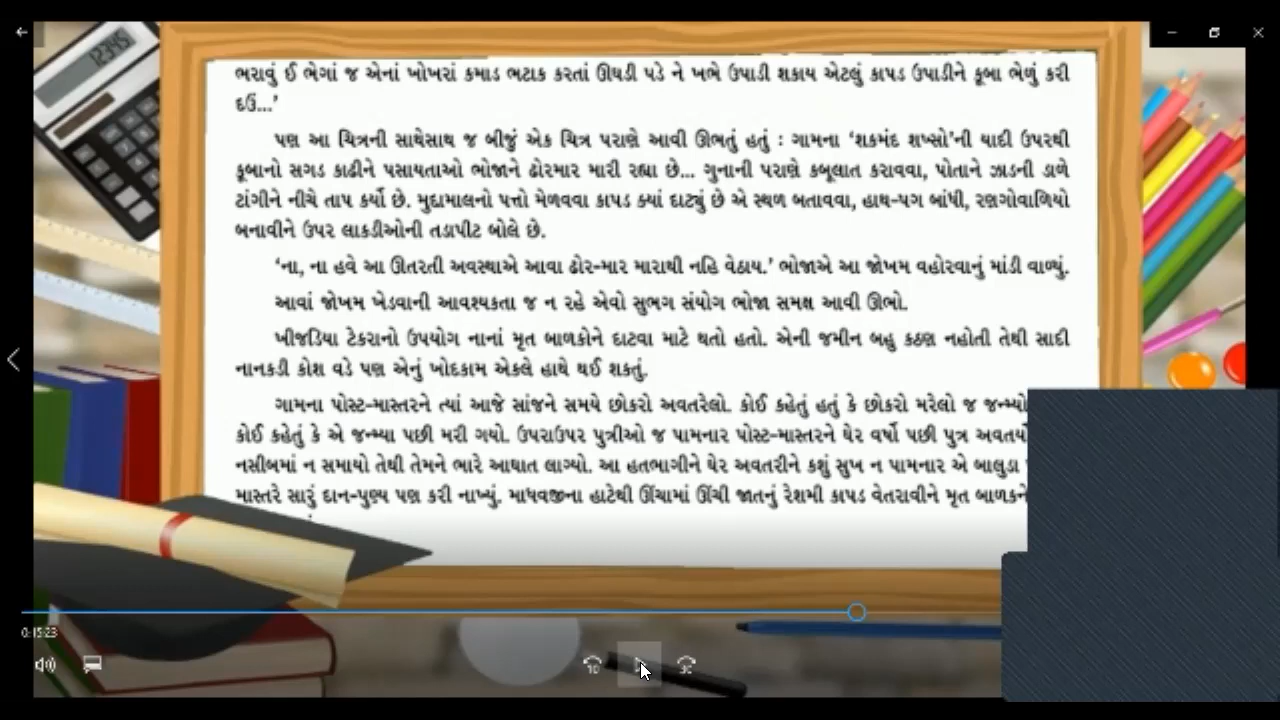 12345
ભરાવું ઈ ભેગાં જ એનાં ખોખરાં કમાડ ભટાક કરતાં ઊઘડી પડે ને ખભે ઉપાડી શકાય એટલું કાપડ ઉપાડીને કૂબા ભેળું કરી
દઉં...’
પણ આ ચિત્રની સાથેસાથ જ બીજું એક ચિત્ર પરાણે આવી ઊભતું હતું : ગામના ‘શકમંદ શખ્સો’ની યાદી ઉપરથી
કૂબાનો સગડ કાઢીને પસાયતાઓ ભોજાને ઢોરમાર મારી રહ્યા છે... ગુનાની પરાણે કબૂલાત કરાવવા, પોતાને ઝાડની ડાળે
ટાંગીને નીચે તાપ કર્યો છે. મુદામાલનો પત્તો મેળવવા કાપડ ક્યાં દાટ્યું છે એ સ્થળ બતાવવા, હાથ-પગ બાંધી, રણગોવાળિયો
બનાવીને ઉપર લાકડીઓની તડાપીટ બોલે છે.
‘ના, ના હવે આ ઊતરતી અવસ્થાએ આવા ઢોર-માર મારાથી નહિ વેઠાય.’ ભોજાએ આ જોખમ વહોરવાનું માંડી વાળ્યું.
આવાં જોખમ ખેડવાની આવશ્યકતા જ ન રહે એવો સુભગ સંયોગ ભોજા સમક્ષ આવી ઊભો.
ખીજડિયા ટેકરાનો ઉપયોગ નાનાં મૃત બાળકોને દાટવા માટે થતો હતો. એની જમીન બહુ કઠણ નહોતી તેથી સાદી
નાનકડી કોશ વડે પણ એનું ખોદકામ એકલે હાથે થઈ શકતું.
ગામના પોસ્ટ-માસ્તરને ત્યાં આજે સાંજને સમયે છોકરો અવતરેલો. કોઈ કહેતું હતું કે છોકરો મરેલો જ જન્મ્યો
કોઈ કહેતું કે એ જન્મ્યા પછી મરી ગયો. ઉપરાઉપર પુત્રીઓ જ પામનાર પોસ્ટ-માસ્તરને ઘેર વર્ષો પછી પુત્ર અવતર્યો
નસીબમાં ન સમાયો તેથી તેમને ભારે આઘાત લાગ્યો. આ હતભાગીને ઘેર અવતરીને કશું સુખ ન પામનાર એ બાલુડા
માસ્તરે સારું દાન-પુણ્ય પણ કરી નાખ્યું. માધવજીના હાટેથી ઊંચામાં ઊંચી જાતનું રેશમી કાપડ વેતરાવીને મૃત બાળકને
0:15:23
10
30